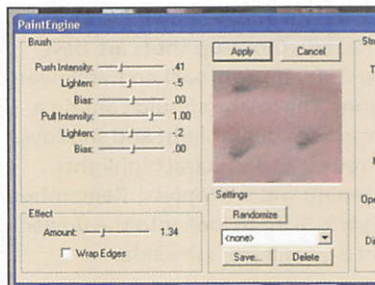 PaintEngine
Brush
Push Intensity: .41
Lighten: -.5
Bias: .00
Pull Intensity: 1.00
Lighten: -.2
Bias: .00
Effect
Amount: 1.34
Wrap Edges
Apply Cancel
Settings
Randomize
<none>
Save... Delete